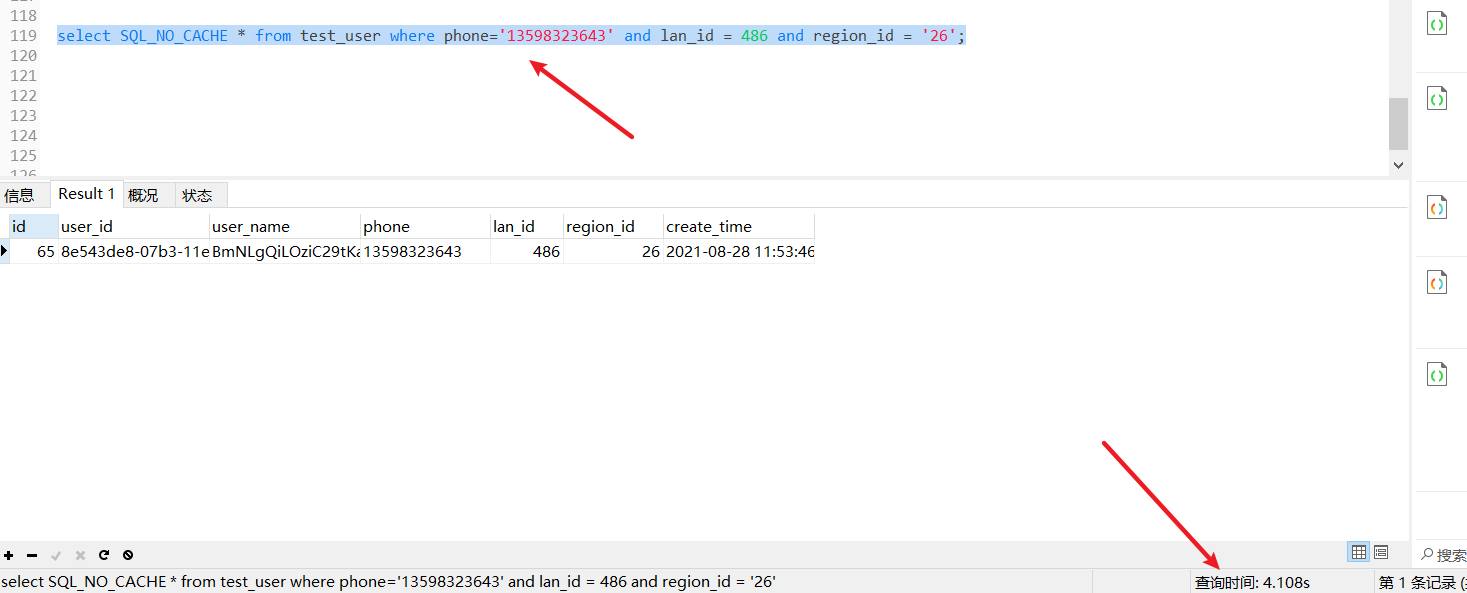 118
119 select SQL_NO_CACHE * from test_user where phone='13598323643' and lan_id = 486 and region_id = '26';
120
121
122
123
124
125
126
信息 Result 1 概况 状态
id user_id user_name phone lan_id region_id create_time
65 8e543de8-07b3-11e BmNLgQiLOziC29tKa 13598323643 486 26 2021-08-28 11:53:46
搜索
select SQL_NO_CACHE * from test_user where phone='13598323643' and lan_id = 486 and region_id = '26' 查询时间: 4.108s 第 1 条记录 (